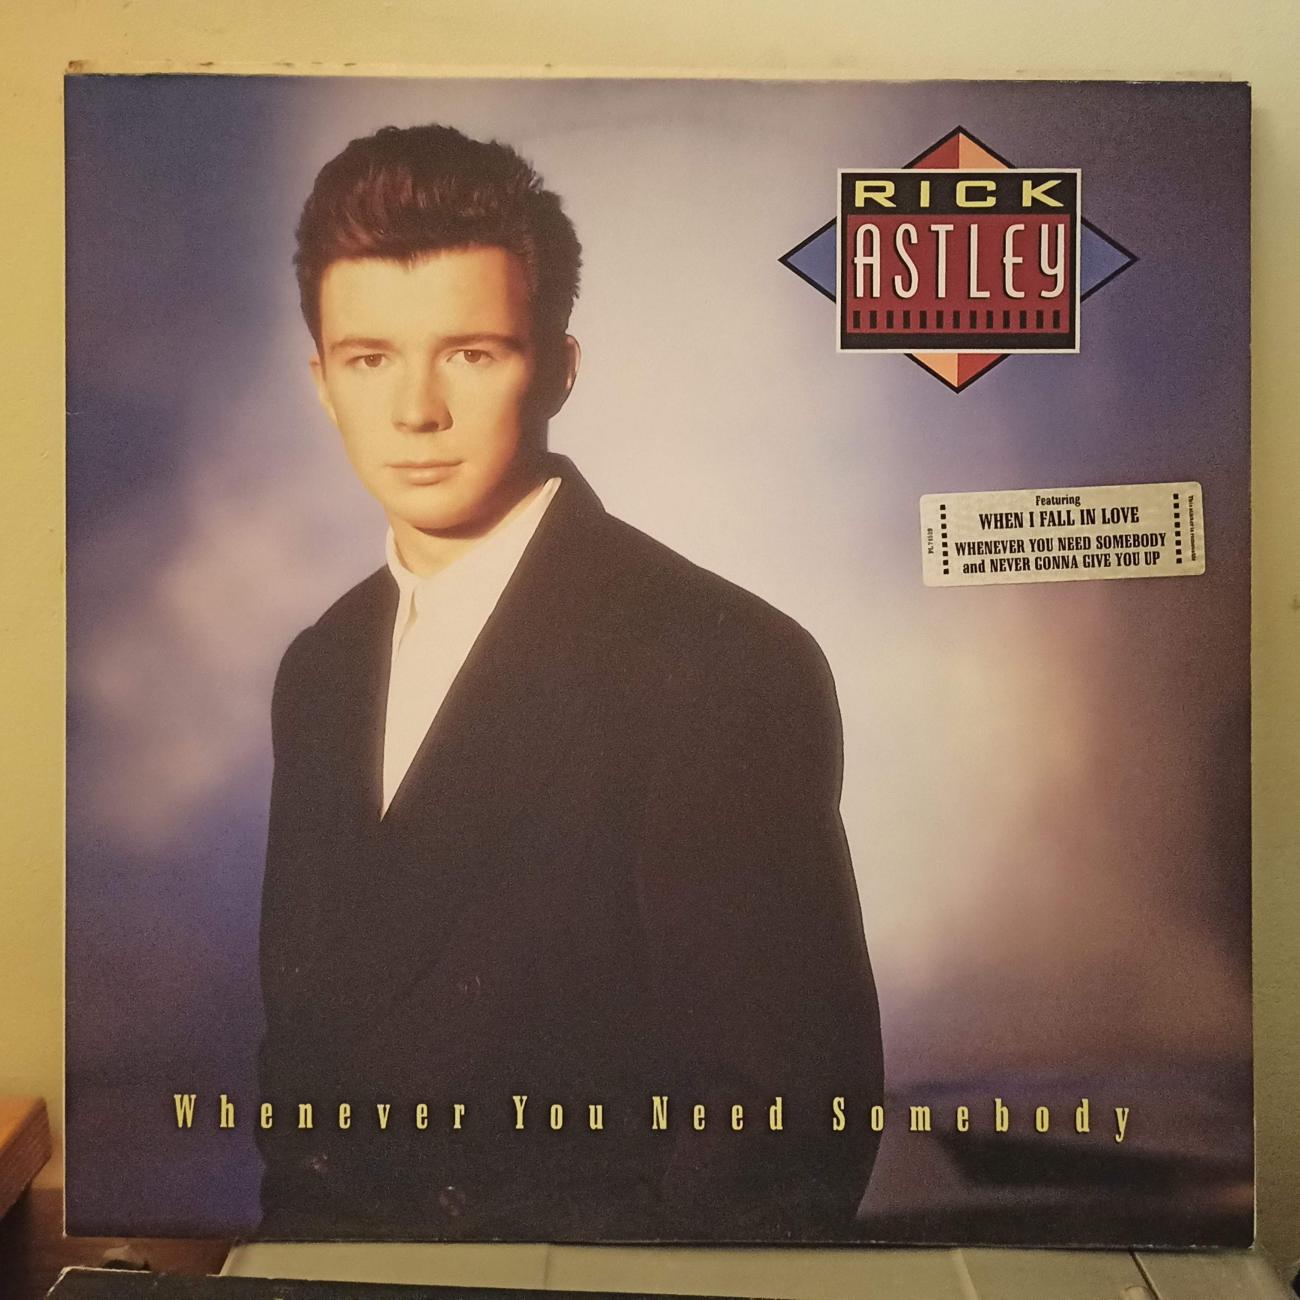 RICK
ASTLEY
Featuring
WHEN I FALL IN LOVE
WHENEVER YOU NEED SOMEBODY
and NEVER GONNA GIVE YOU UP
Whenever You Need Somebody